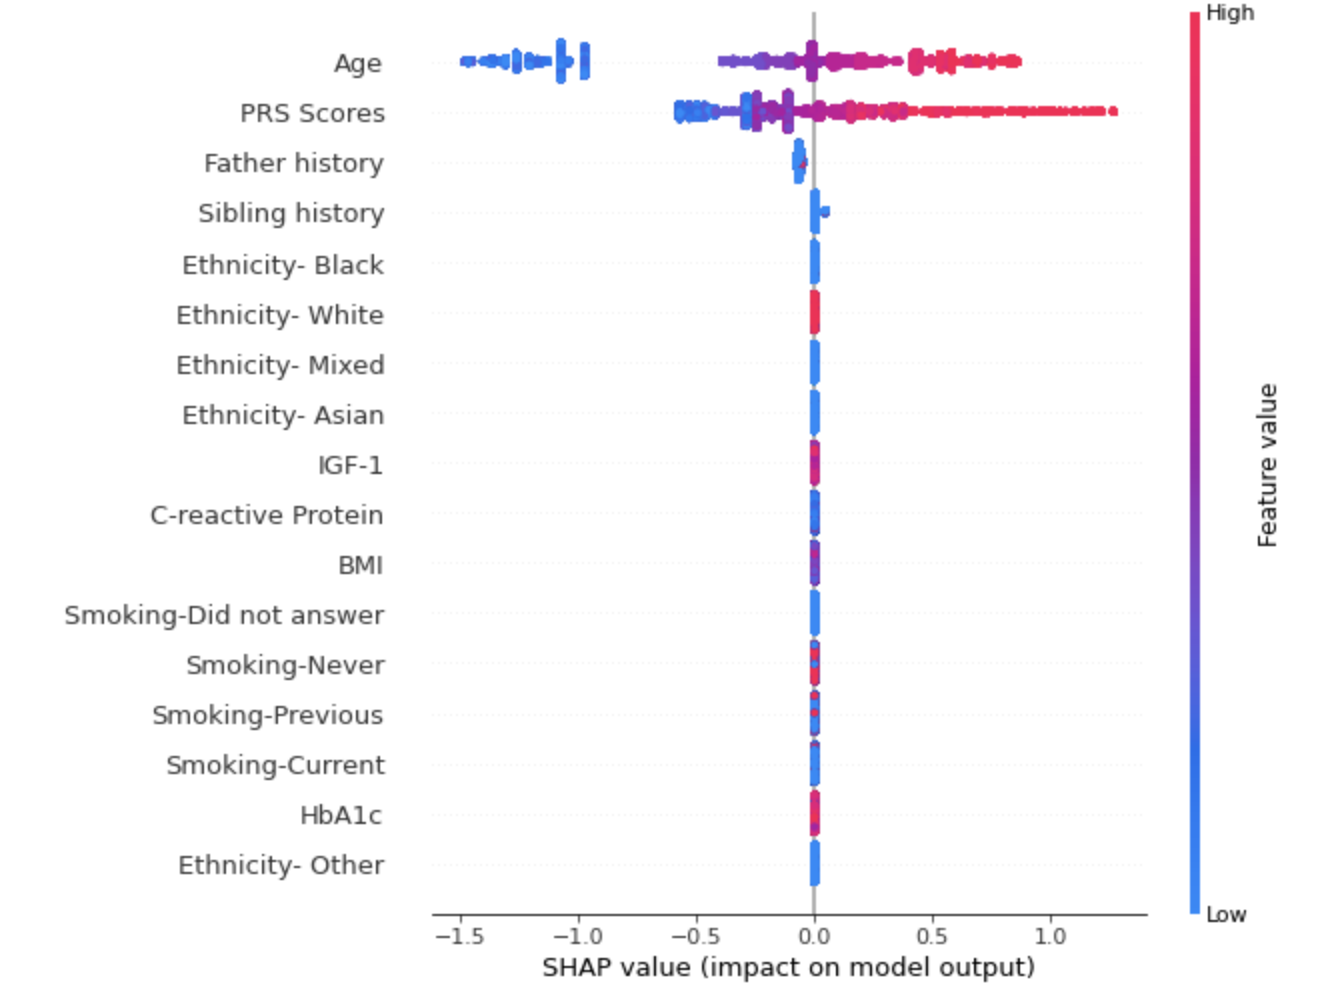 High
Age
PRS Scores
Father history
Sibling history
Ethnicity- Black
Ethnicity- White
Ethnicity- Mixed
Ethnicity- Asian
IGF-1
C-reactive Protein
BMI
Smoking-Did not answer
Smoking-Never
Smoking-Previous
Smoking-Current
HbA1c
Ethnicity- Other
Feature value
Low
−1.5 −1.0 −0.5 0.0 0.5 1.0
SHAP value (impact on model output)